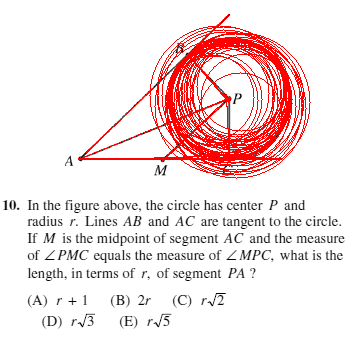 B
P
A
M
10. In the figure above, the circle has center P and
radius r. Lines AB and AC are tangent to the circle.
If M is the midpoint of segment AC and the measure
of ∠PMC equals the measure of ∠MPC, what is the
length, in terms of r, of segment PA ?
(A) r + 1 (B) 2r (C) r√2
(D) r√3 (E) r√5